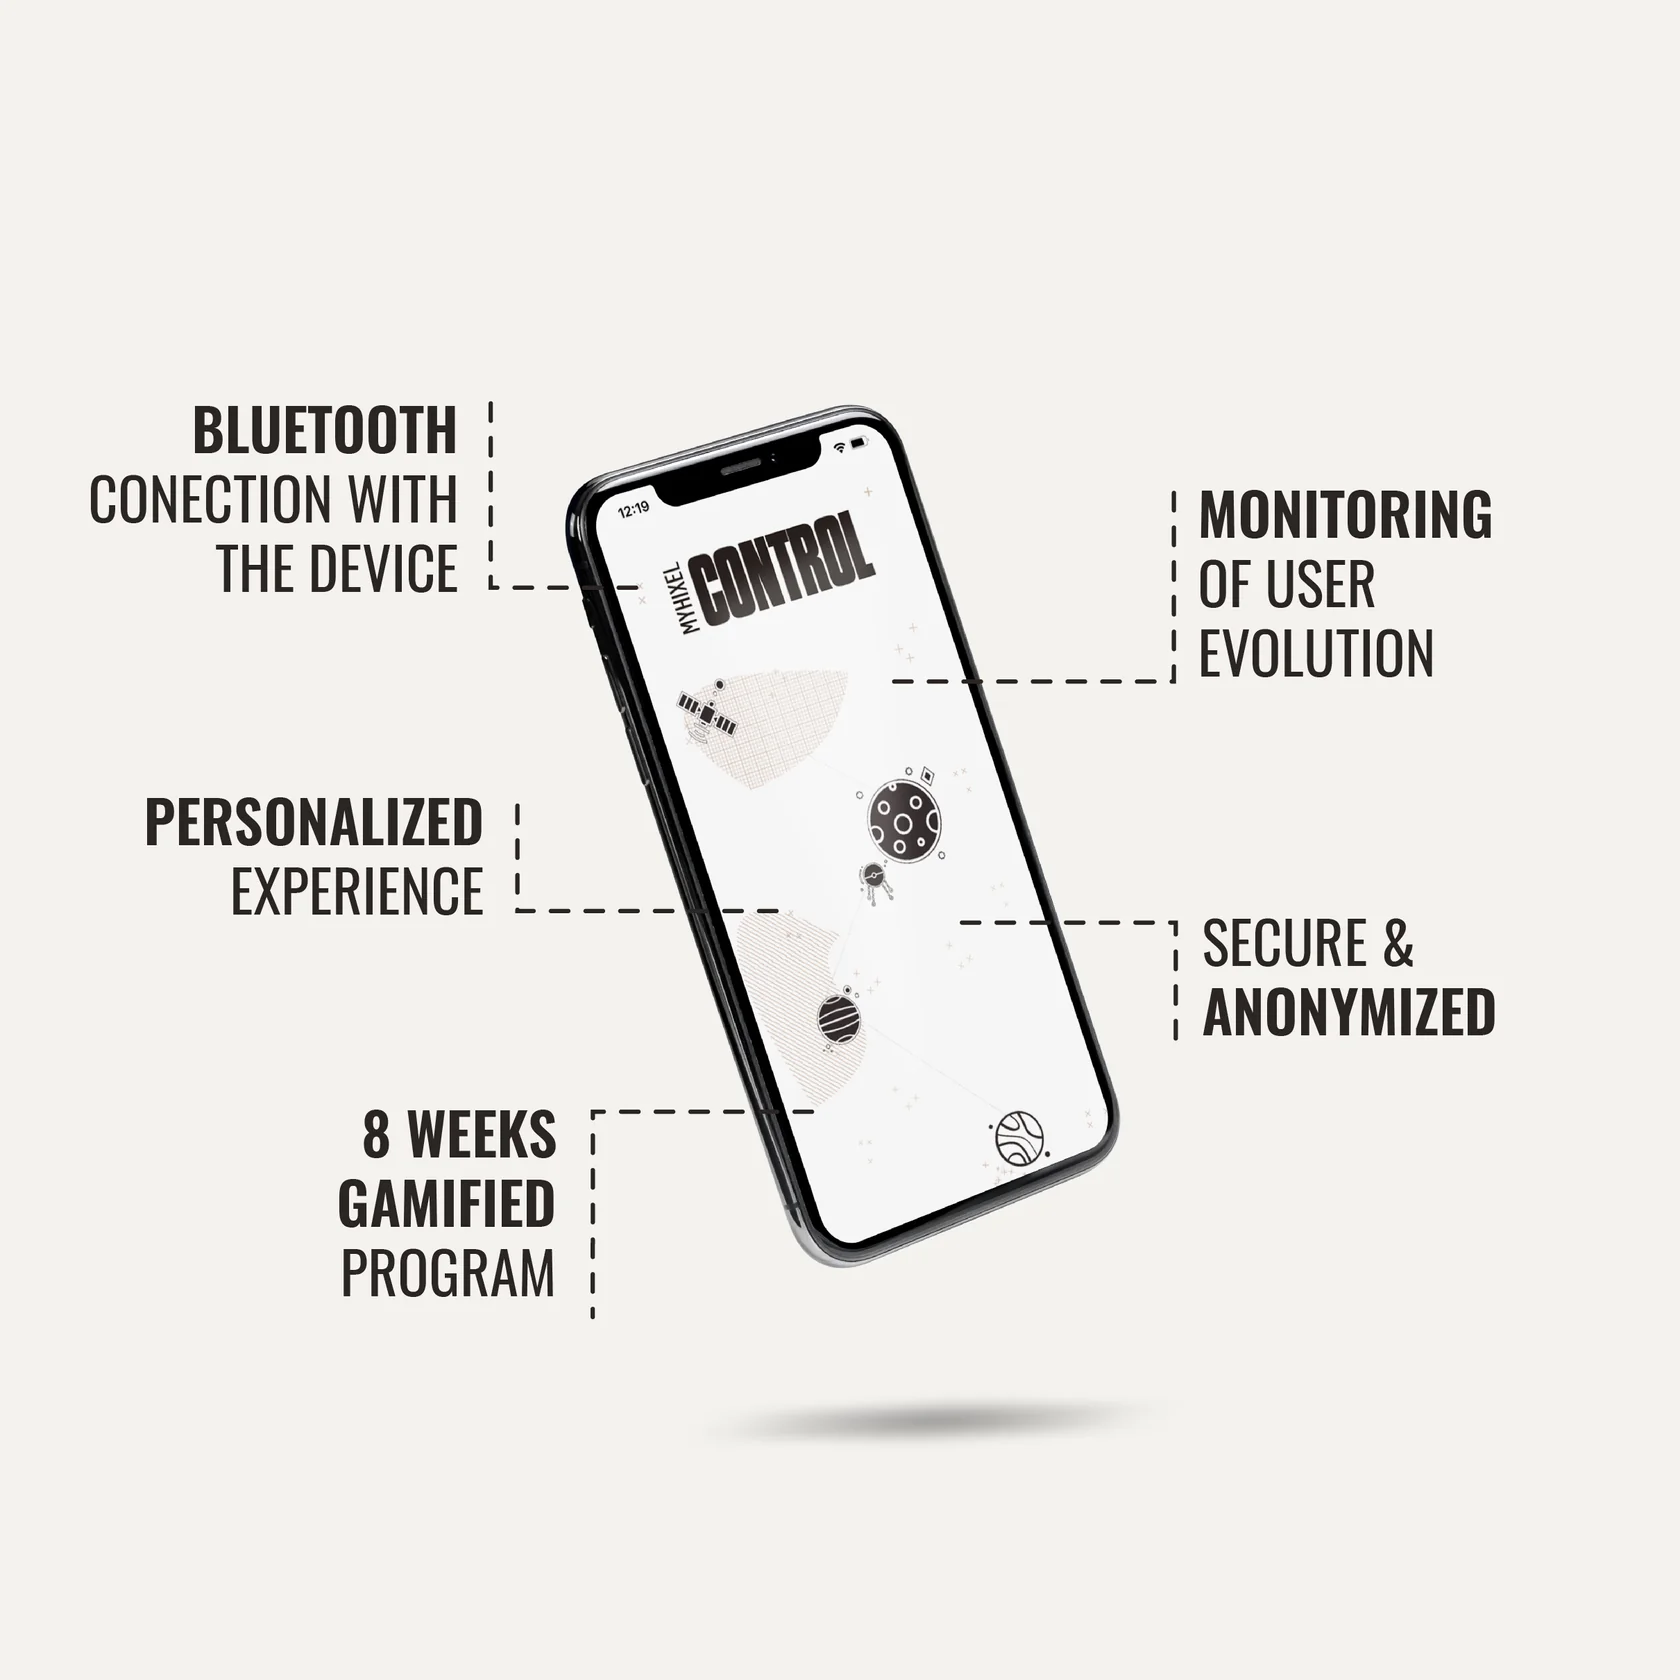 BLUETOOTH
CONECTION WITH
THE DEVICE
PERSONALIZED
EXPERIENCE
8 WEEKS
GAMIFIED
PROGRAM
12:19
MYHIXEL
CONTROL
MONITORING
OF USER
EVOLUTION
SECURE &
ANONYMIZED